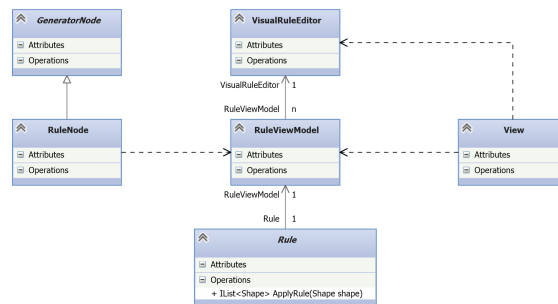 GeneratorNode
Attributes
Operations
VisualRuleEditor
Attributes
Operations
VisualRuleEditor 1
RuleViewModel n
RuleNode
Attributes
Operations
RuleViewModel
Attributes
Operations
View
Attributes
Operations
RuleViewModel 1
Rule 1
Rule
Attributes
Operations
+ IList<Shape> ApplyRule(Shape shape)